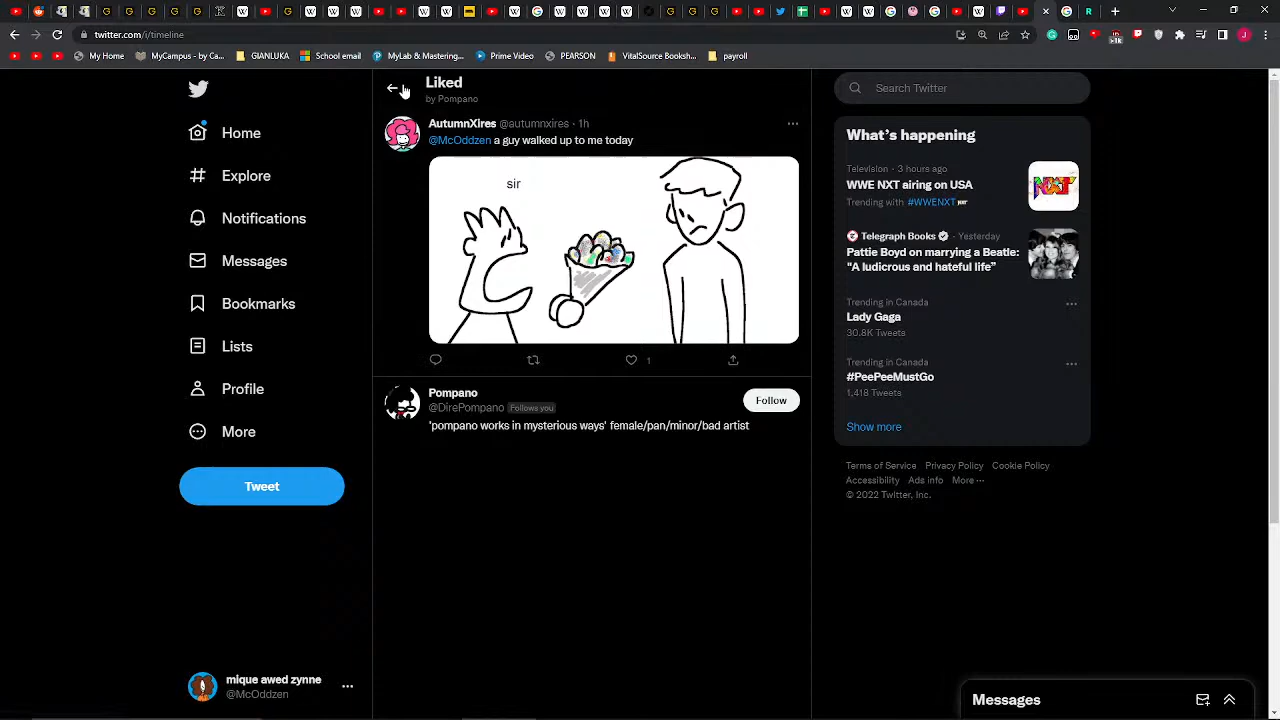 twitter.com/i/timeline
My Home
MyCampus - by Ga...
GIANLUKA
School email
MyLab & Mastering...
Prime Video
PEARSON
VitalSource Booksh...
payroll
Home
Explore
Notifications
Messages
Bookmarks
Lists
Profile
More
Tweet
mique awed zynne
@McOddzen
Liked
by Pompano
AutumnXires @autumnxires · 1h
@McOddzen a guy walked up to me today
sir
1
Pompano
@DirePompano Follows you
Follow
'pompano works in mysterious ways' female/pan/minor/bad artist
Search Twitter
What's happening
Television · 3 hours ago
WWE NXT airing on USA
Trending with #WWENXT
NXT
Telegraph Books · Yesterday
Pattie Boyd on marrying a Beatle:
"A ludicrous and hateful life"
Trending in Canada
Lady Gaga
30.8K Tweets
Trending in Canada
#PeePeeMustGo
1,418 Tweets
Show more
Terms of Service Privacy Policy Cookie Policy
Accessibility Ads info More ···
© 2022 Twitter, Inc.
Messages